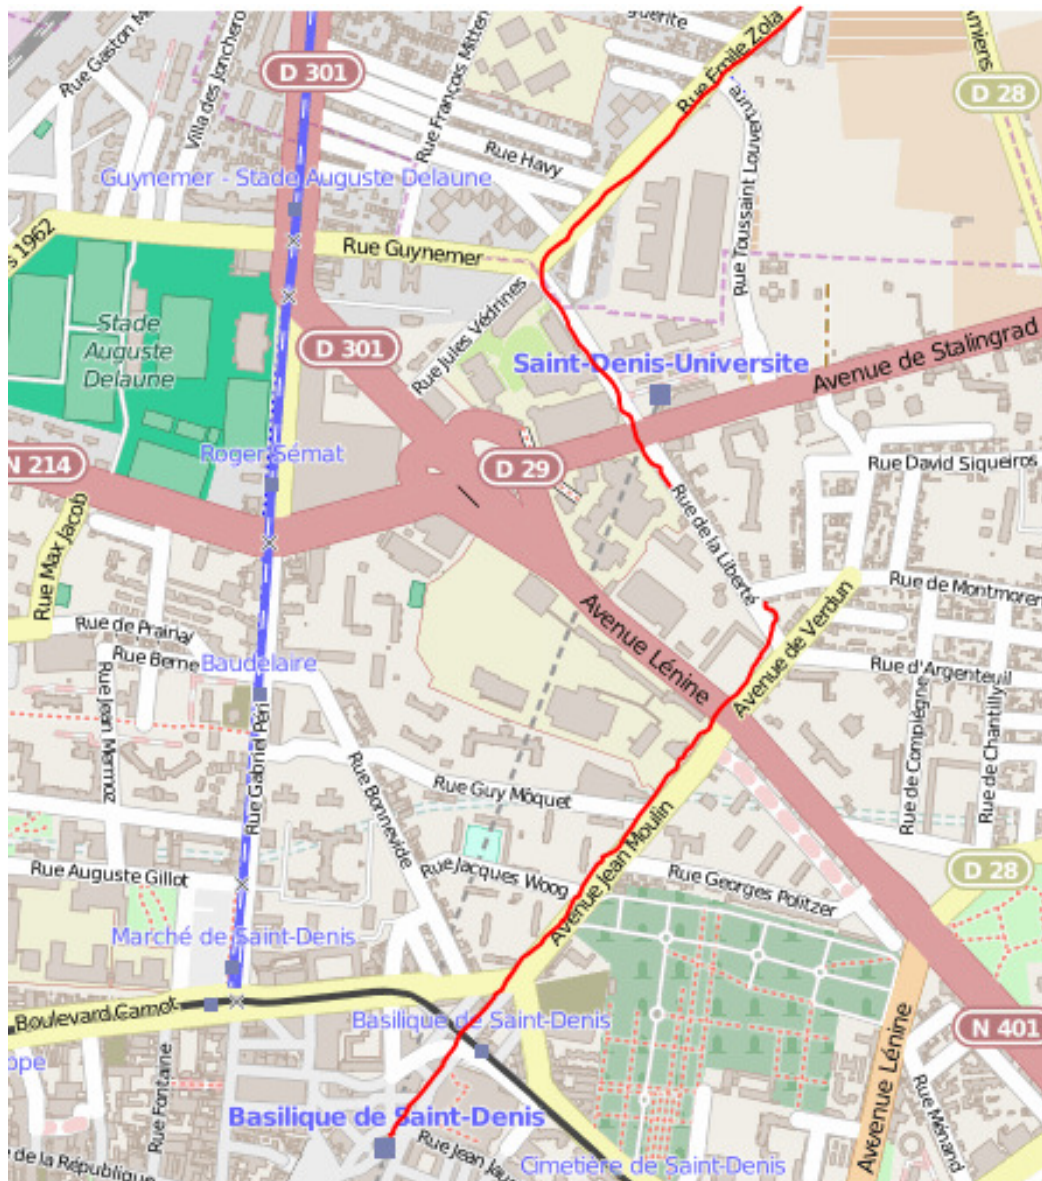 guerite
Rue Emile Zola
Amiens
Rue Gaston M
Villa des Jonchero
D 301
Rue François Mitten
D 28
Rue Havy
Rue Toussaint Louverture
Guynemer - Stade Auguste Delaune
s 1962
Rue Guynemer
Stade
Auguste
Delaune
D 301
Rue Jules Védrines
Saint-Denis-Universite
Avenue de Stalingrad
N 214
Roger Sémat
D 29
Rue David Siqueiros
Rue Max Jacob
Rue de la Liberté
Rue de Montmoren
Rue de Prairial
Rue Berne
Baudelaire
Avenue Lénine
Avenue de Verdun
Rue d'Argenteuil
Rue Jean Mermoz
Rue Gabriel Péri
Rue Bonnevide
Rue Guy Môquet
Rue de Compiègne
Rue de Chantilly
Rue Auguste Gillot
Rue Jacques Woog
Avenue Jean Moulin
Rue Georges Politzer
D 28
Marché de Saint-Denis
Boulevard Carnot
Basilique de Saint-Denis
N 401
ope
Rue Fontaine
Basilique de Saint-Denis
Avenue Lénine
Rue Ménand
e de la République
Rue Jean Jau
Cimetière de Saint-Denis